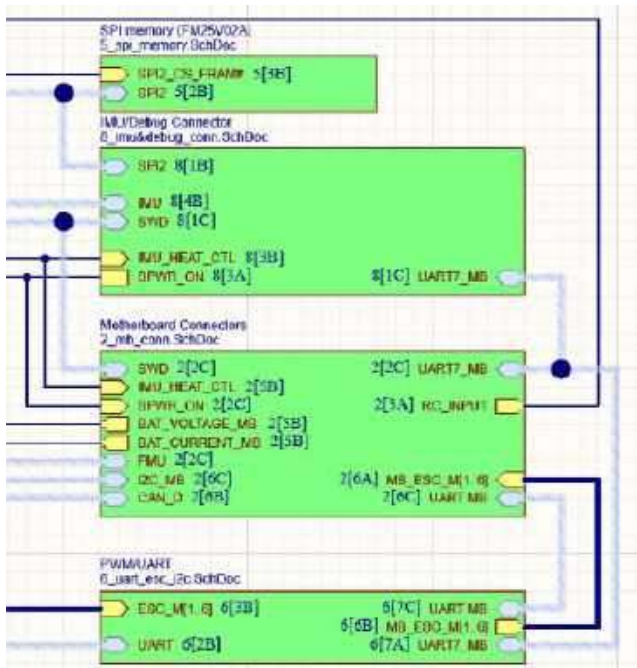 SPI memory (FM25V02A)
5_spi_memory.SchDoc
SPI2_CS_FRAM# 5[3B]
SPI2 5[2B]
IMU/Debug Connector
8_imu&debug_conn.SchDoc
SPI2 8[1B]
IMU 8[4B]
SWD 8[1C]
IMU_HEAT_CTL 8[3B]
SPWR_ON 8[3A] 8[1C] UART7_MB
Motherboard Connectors
2_mb_conn.SchDoc
SWD 2[2C] 2[2C] UART7_MB
IMU_HEAT_CTL 2[5B]
SPWR_ON 2[2C] 2[3A] RC_INPUT
BAT_VOLTAGE_MB 2[5B]
BAT_CURRENT_MB 2[5B]
FMU 2[2C]
I2C_MB 2[6C] 2[6A] MB_ESC_M[1..6]
CAN_D 2[6B] 2[6C] UART MB
PWM/UART
6_uart_esc_i2c.SchDoc
ESC_M[1..6] 6[3B] 6[7C] UART MB
6[6B] MB_ESC_M[1..6]
UART 6[2B] 6[7A] UART7_MB